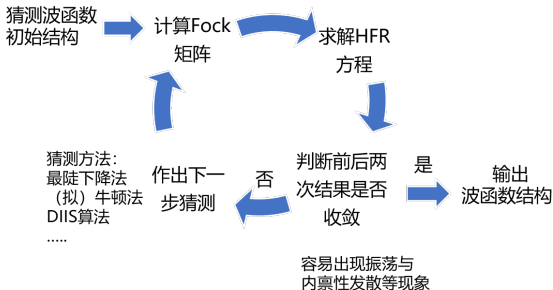 猜测波函数
初始结构
计算Fock
矩阵
求解HFR
方程
判断前后两
次结果是否
收敛
是
输出
波函数结构
否
作出下一
步猜测
猜测方法：
最陡下降法
（拟）牛顿法
DIIS算法
.....
容易出现振荡与
内禀性发散等现象